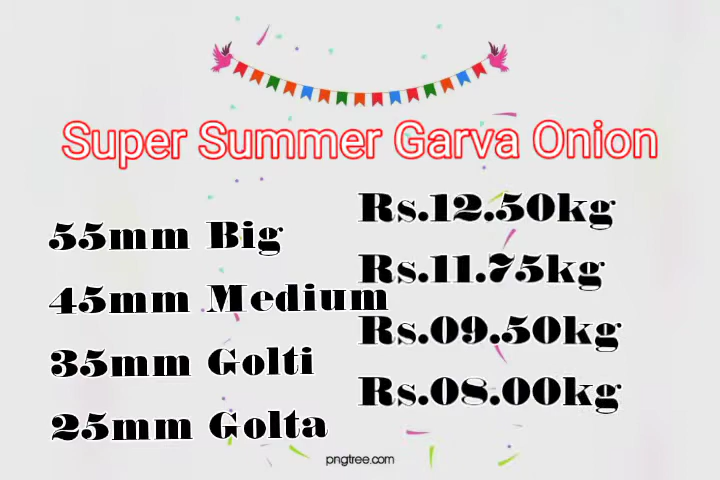 Super Summer Garva Onion
55mm Big Rs.12.50kg
45mm Medium Rs.11.75kg
35mm Golti Rs.09.50kg
25mm Golta Rs.08.00kg
pngtree.com